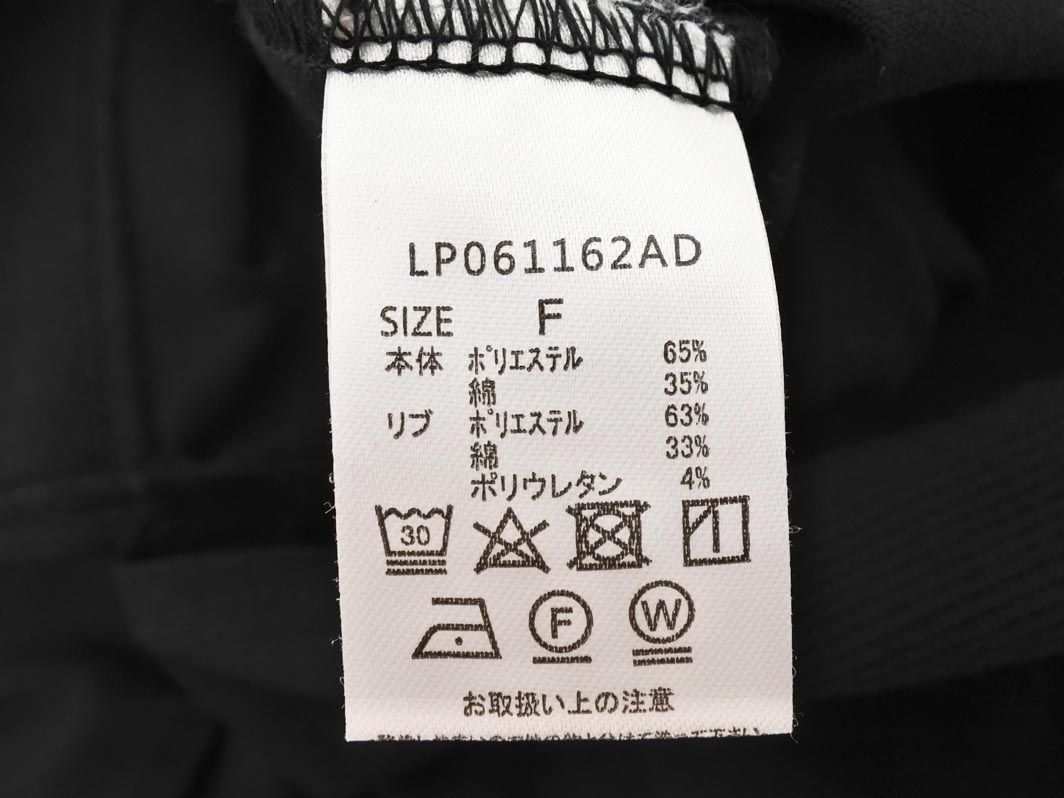 LP061162AD
SIZE F
本体 ポリエステル 65%
綿 35%
リブ ポリエステル 63%
綿 33%
ポリウレタン 4%
30
F
W
お取扱い上の注意